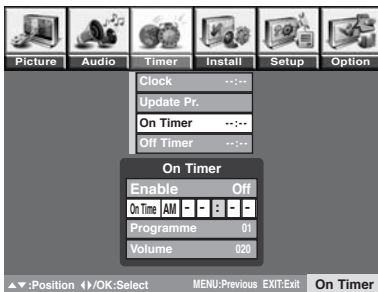 Picture Audio Timer Install Setup Option
Clock --:--
Update Pr.
On Timer --:--
Off Timer --:--
On Timer
Enable Off
On Time AM - - : - -
Programme 01
Volume 020
▲▼:Position ◀▶/OK:Select MENU:Previous EXIT:Exit On Timer